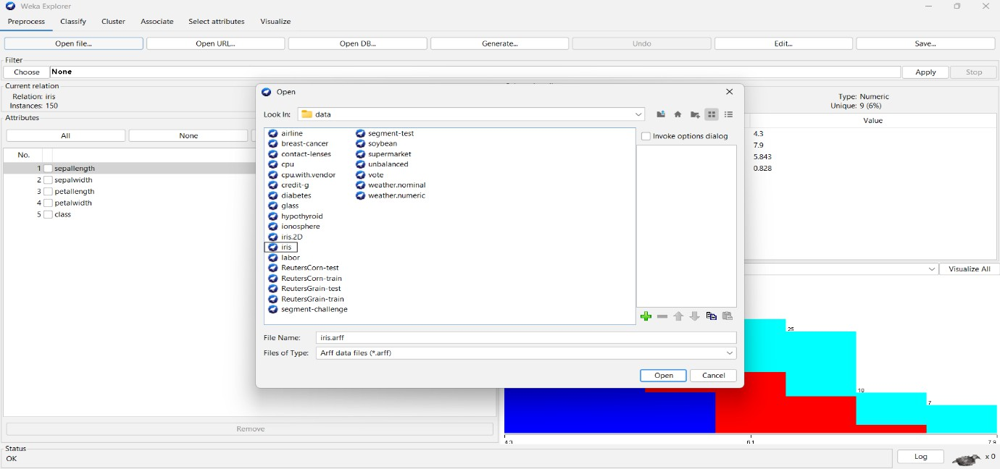 Weka Explorer
Preprocess Classify Cluster Associate Select attributes Visualize
Open file... Open URL... Open DB... Generate... Undo Edit... Save...
Filter
Choose None Apply Stop
Current relation
Relation: iris
Instances: 150
Type: Numeric
Unique: 9 (6%)
Attributes
All None
Value
No.
1 sepallength
2 sepalwidth
3 petallength
4 petalwidth
5 class
4.3
7.9
5.843
0.828
Open
Look In: data
airline
breast-cancer
contact-lenses
cpu
cpu.with.vendor
credit-g
diabetes
glass
hypothyroid
ionosphere
iris.2D
iris
labor
ReutersCorn-test
ReutersCorn-train
ReutersGrain-test
ReutersGrain-train
segment-challenge
segment-test
soybean
supermarket
unbalanced
vote
weather.nominal
weather.numeric
Invoke options dialog
File Name: iris.arff
Files of Type: Arff data files (*.arff)
Open Cancel
Visualize All
25
10
7
4.3 6.1 7.9
Remove
Status
OK
Log x 0